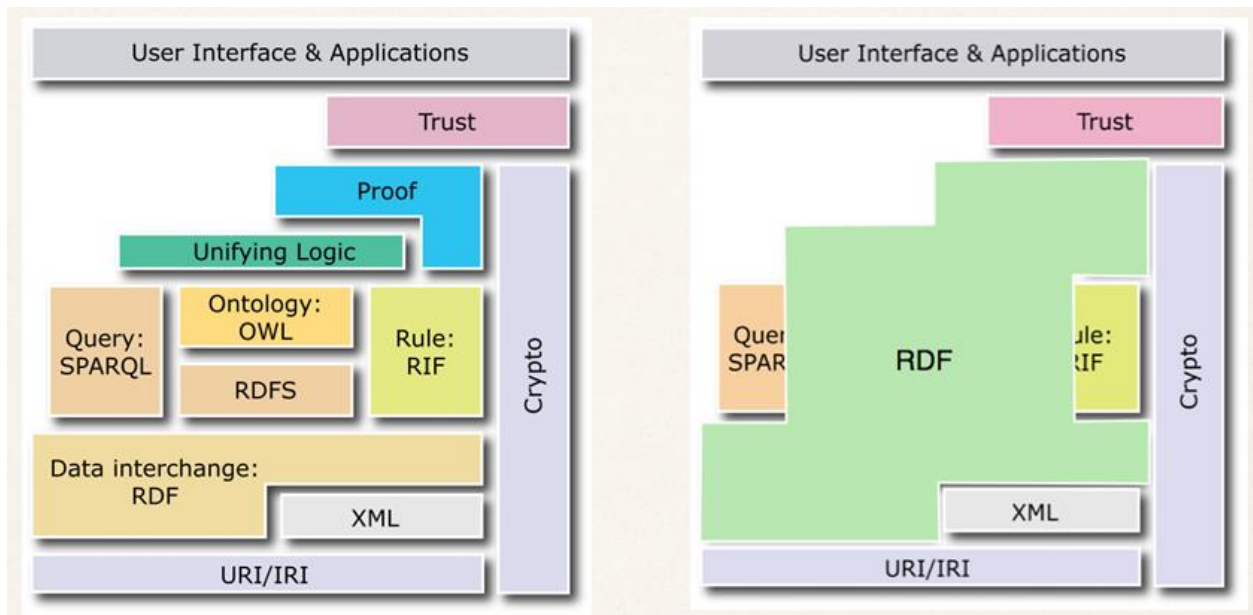 User Interface & Applications
Trust
Proof
Unifying Logic
Query:
SPARQL
Ontology:
OWL
RDFS
Rule:
RIF
Crypto
Data interchange:
RDF
XML
URI/IRI
User Interface & Applications
Trust
Quer
SPAR
RDF
ule:
RIF
Crypto
XML
URI/IRI